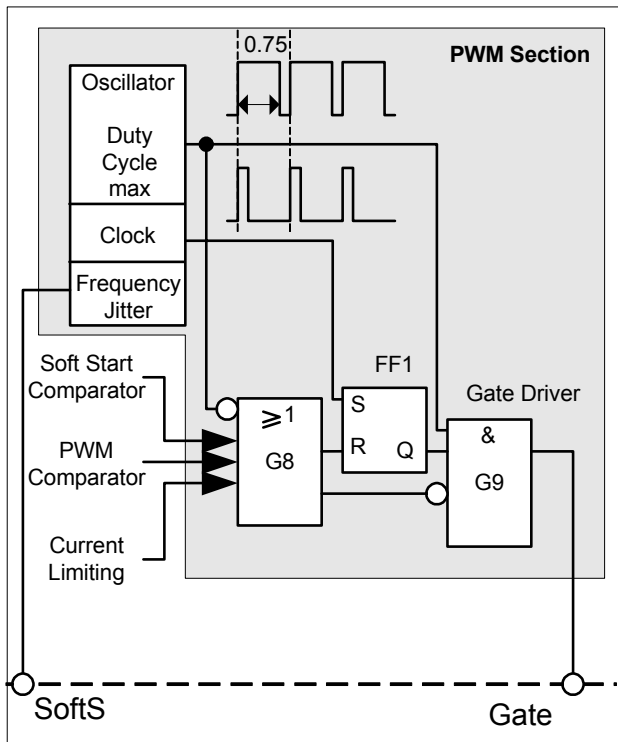 0.75
PWM Section
Oscillator
Duty
Cycle
max
Clock
Frequency
Jitter
Soft Start
Comparator
PWM
Comparator
Current
Limiting
≥1
G8
FF1
S
R
Q
Gate Driver
&
G9
SoftS
Gate